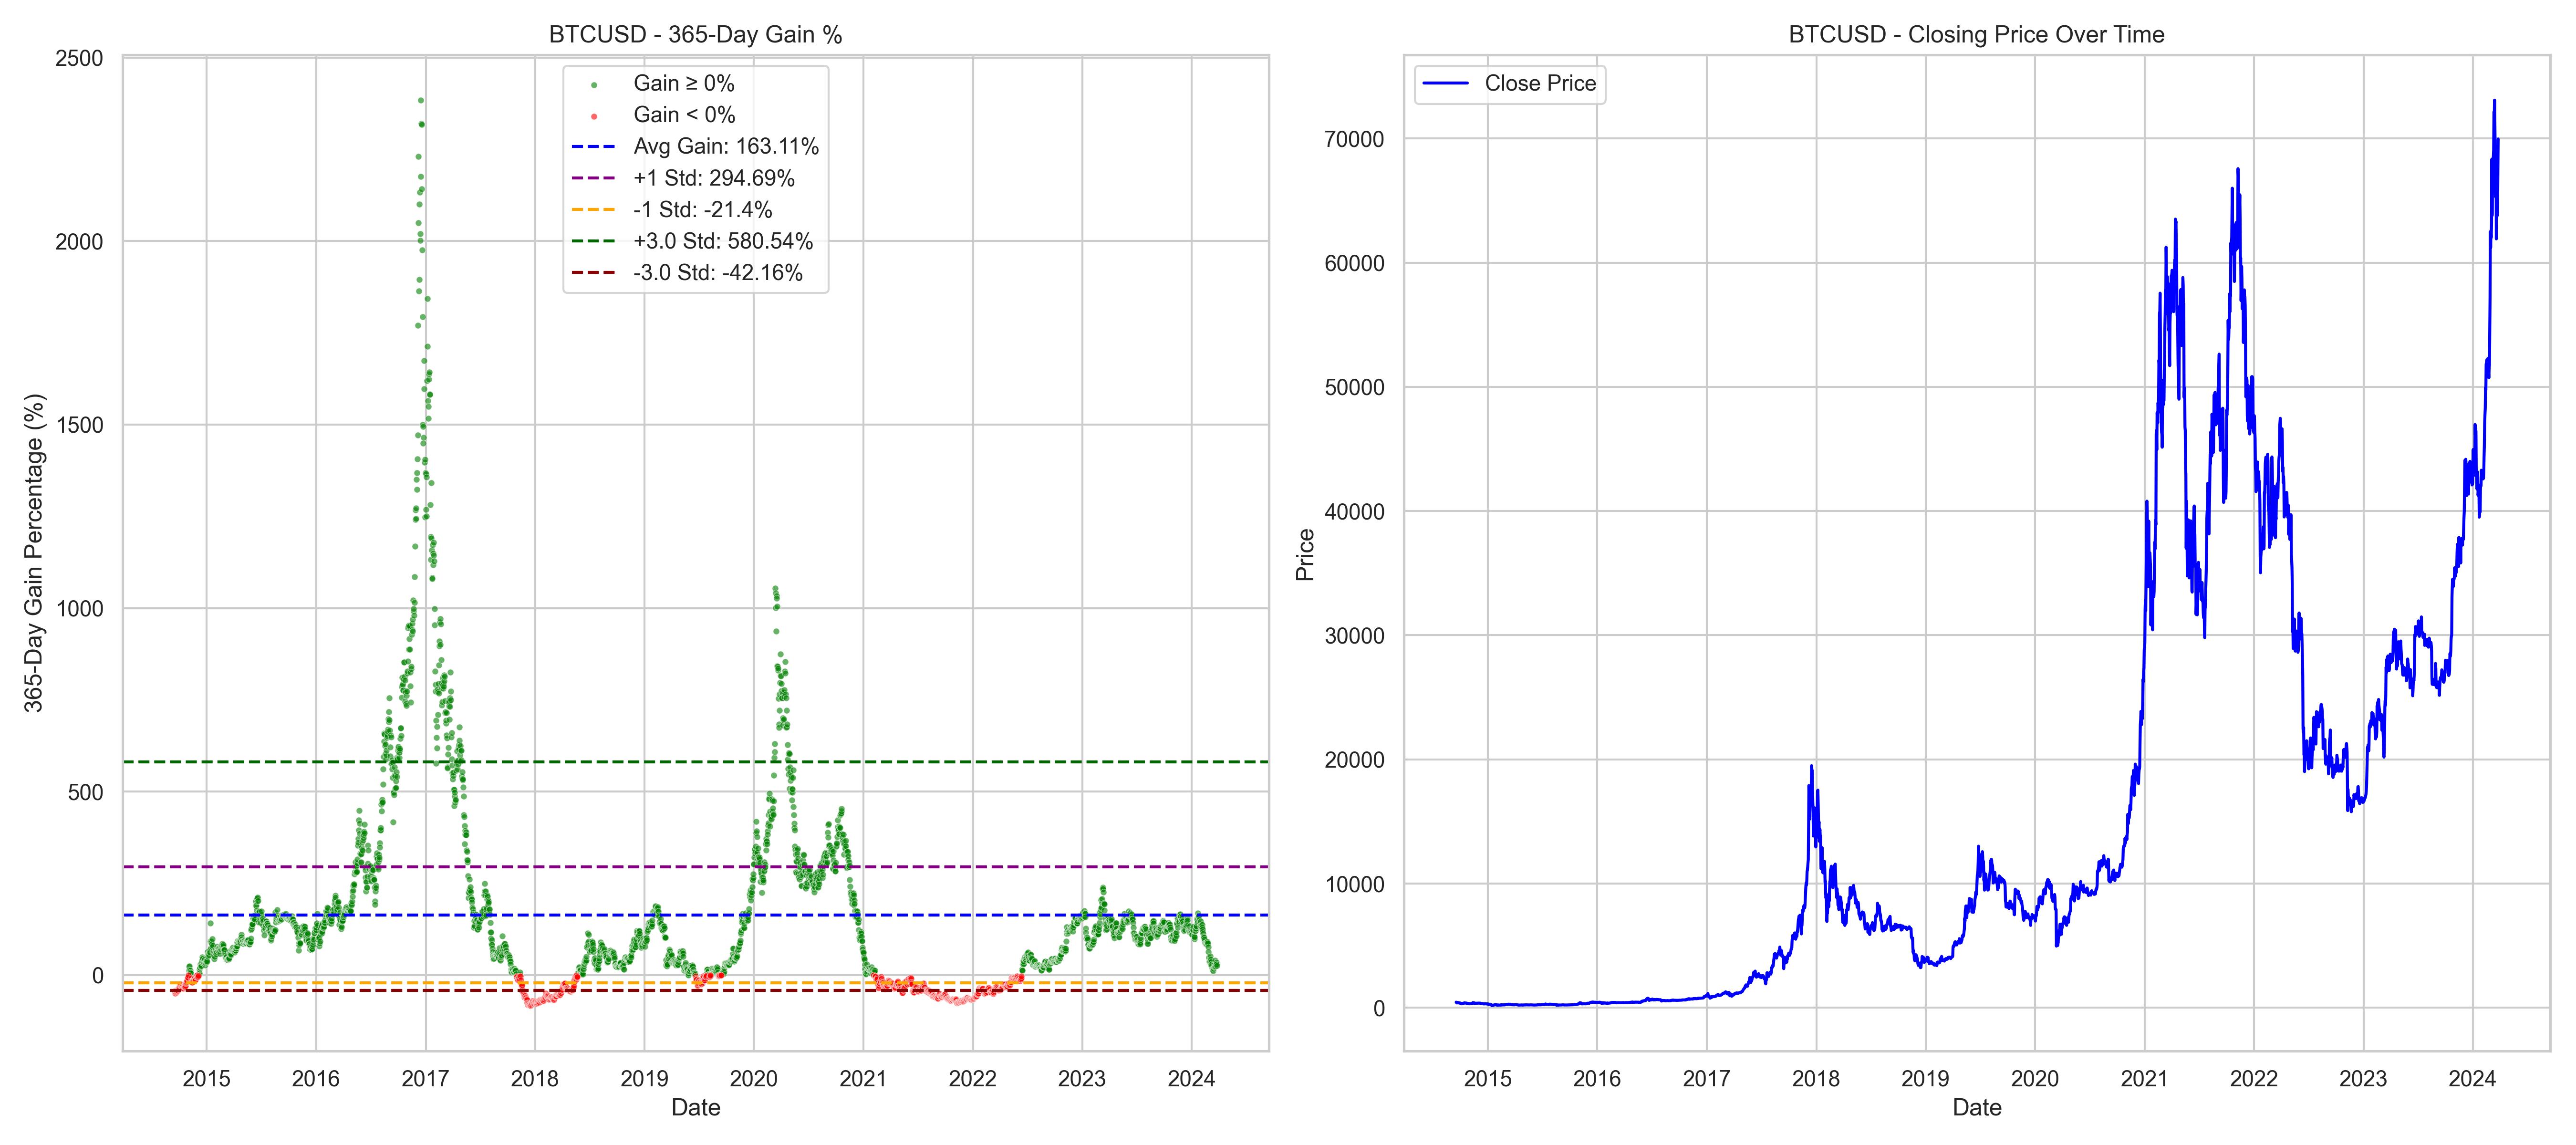 BTCUSD - 365-Day Gain %
2500
2000
1500
1000
500
0
365-Day Gain Percentage (%)
Gain ≥ 0%
Gain < 0%
Avg Gain: 163.11%
+1 Std: 294.69%
-1 Std: -21.4%
+3.0 Std: 580.54%
-3.0 Std: -42.16%
2015 2016 2017 2018 2019 2020 2021 2022 2023 2024
Date
BTCUSD - Closing Price Over Time
Close Price
70000
60000
50000
40000
30000
20000
10000
0
Price
2015 2016 2017 2018 2019 2020 2021 2022 2023 2024
Date